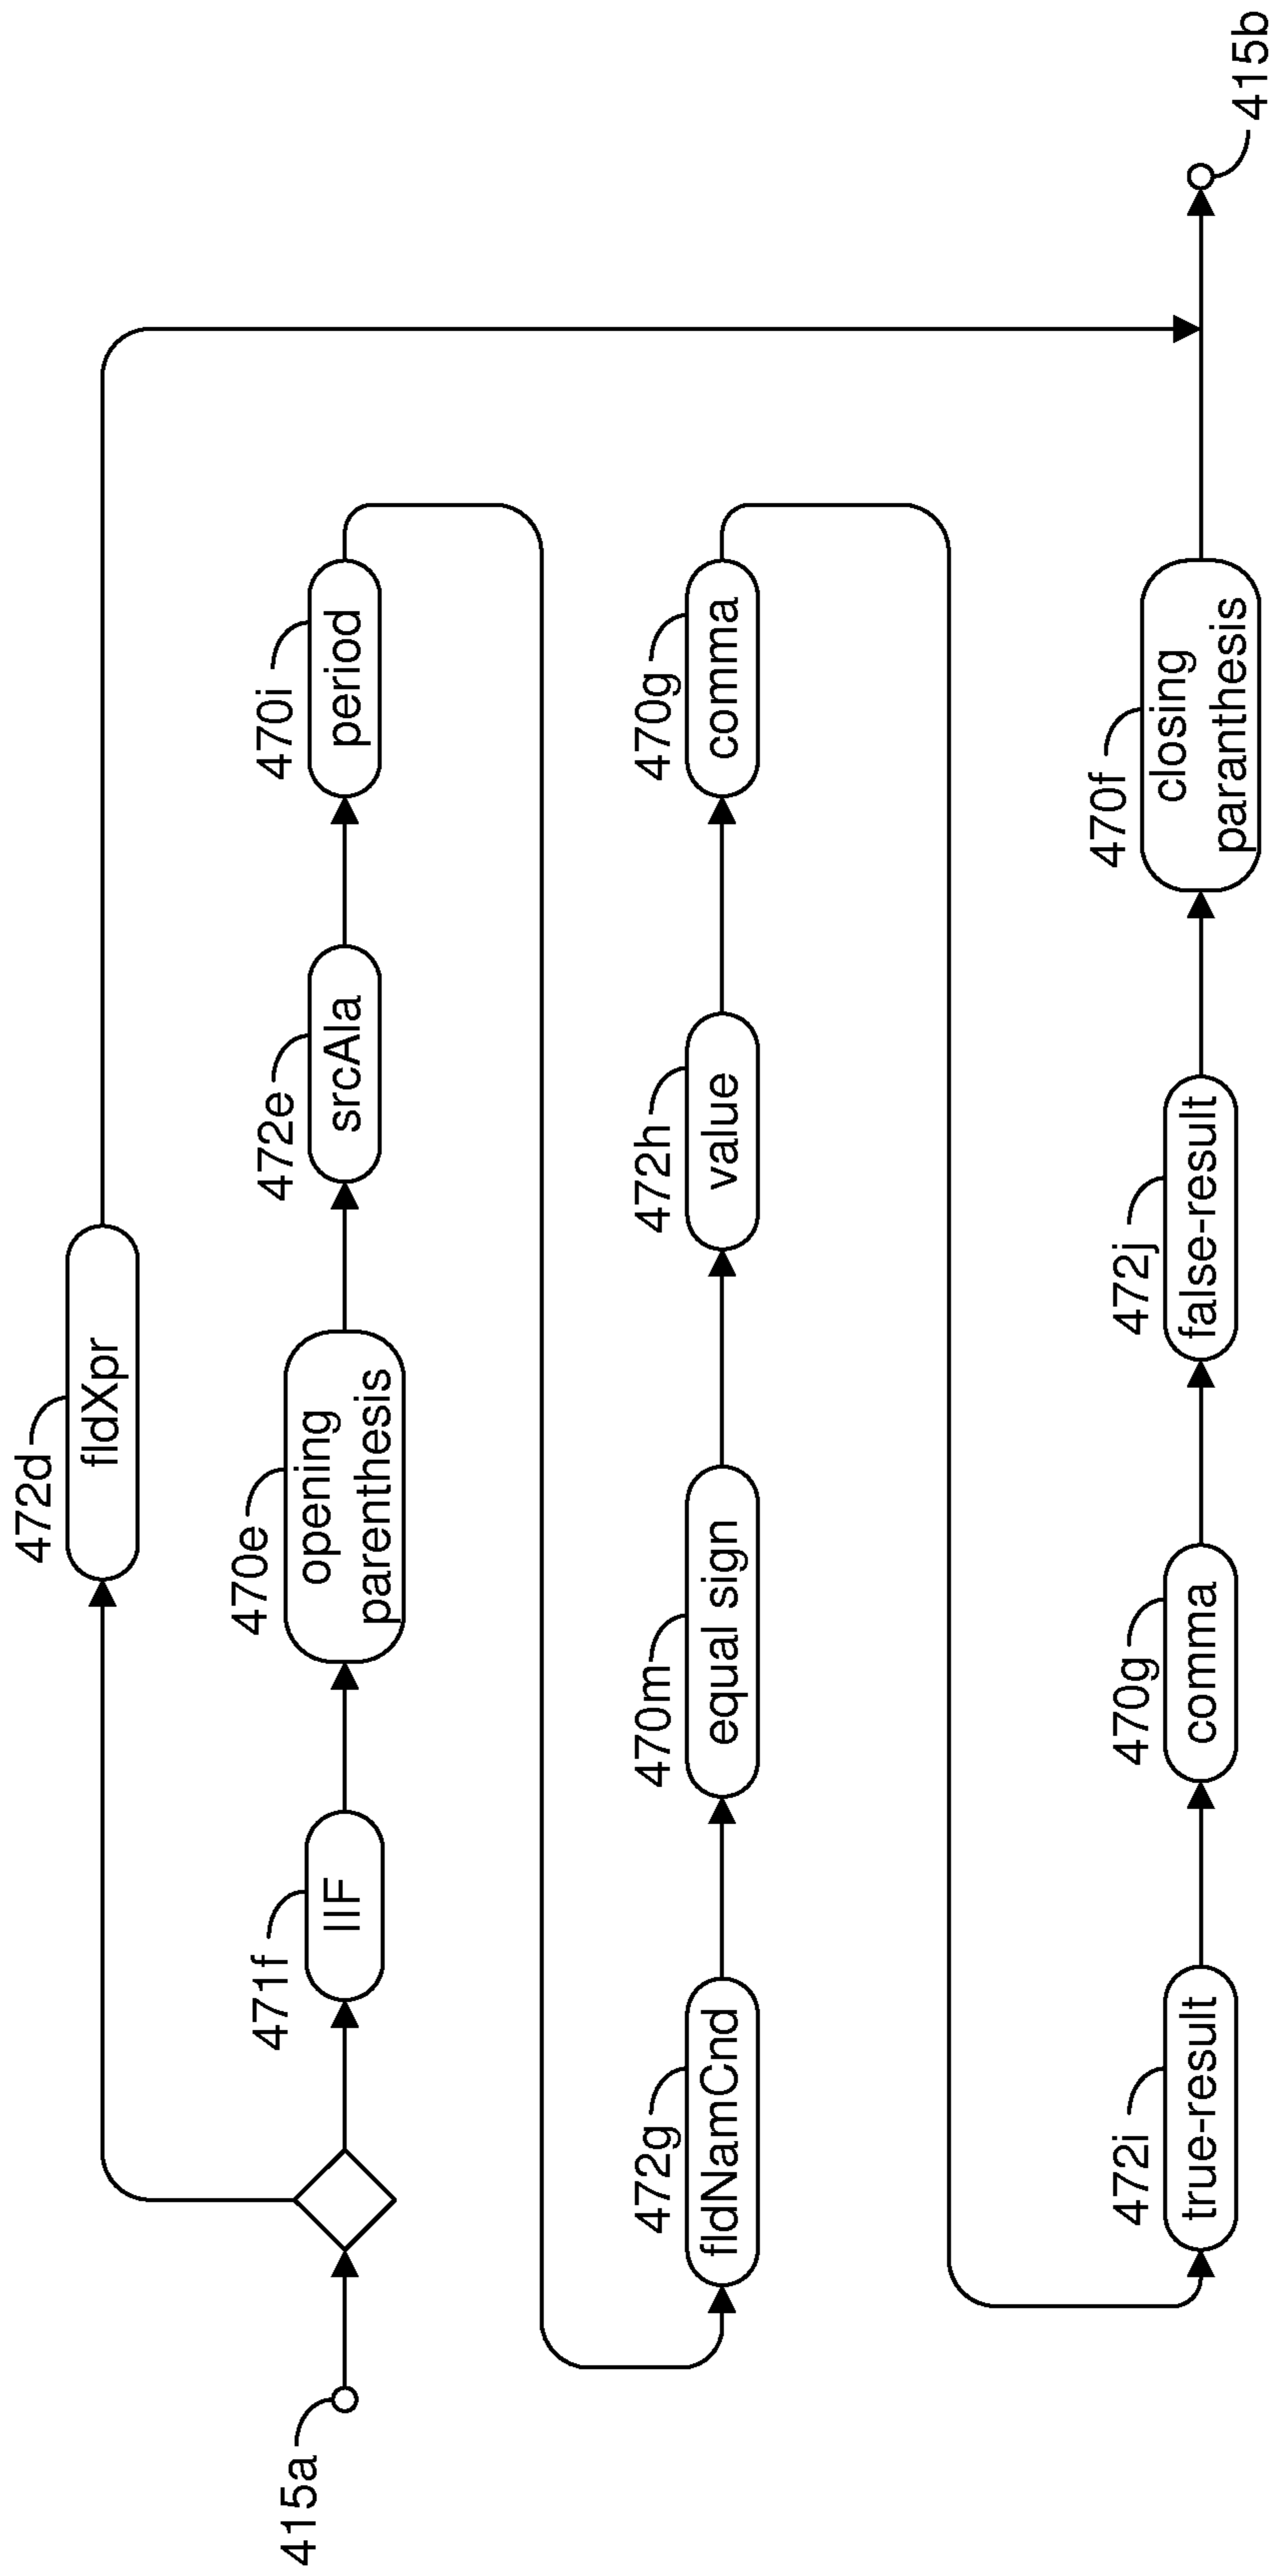 472d
fldXpr
415a
471f
IIF
470e
opening
parenthesis
472e
srcAla
470i
period
472g
fldNamCnd
470m
equal sign
472h
value
470g
comma
472i
true-result
470g
comma
472j
false-result
470f
closing
paranthesis
415b